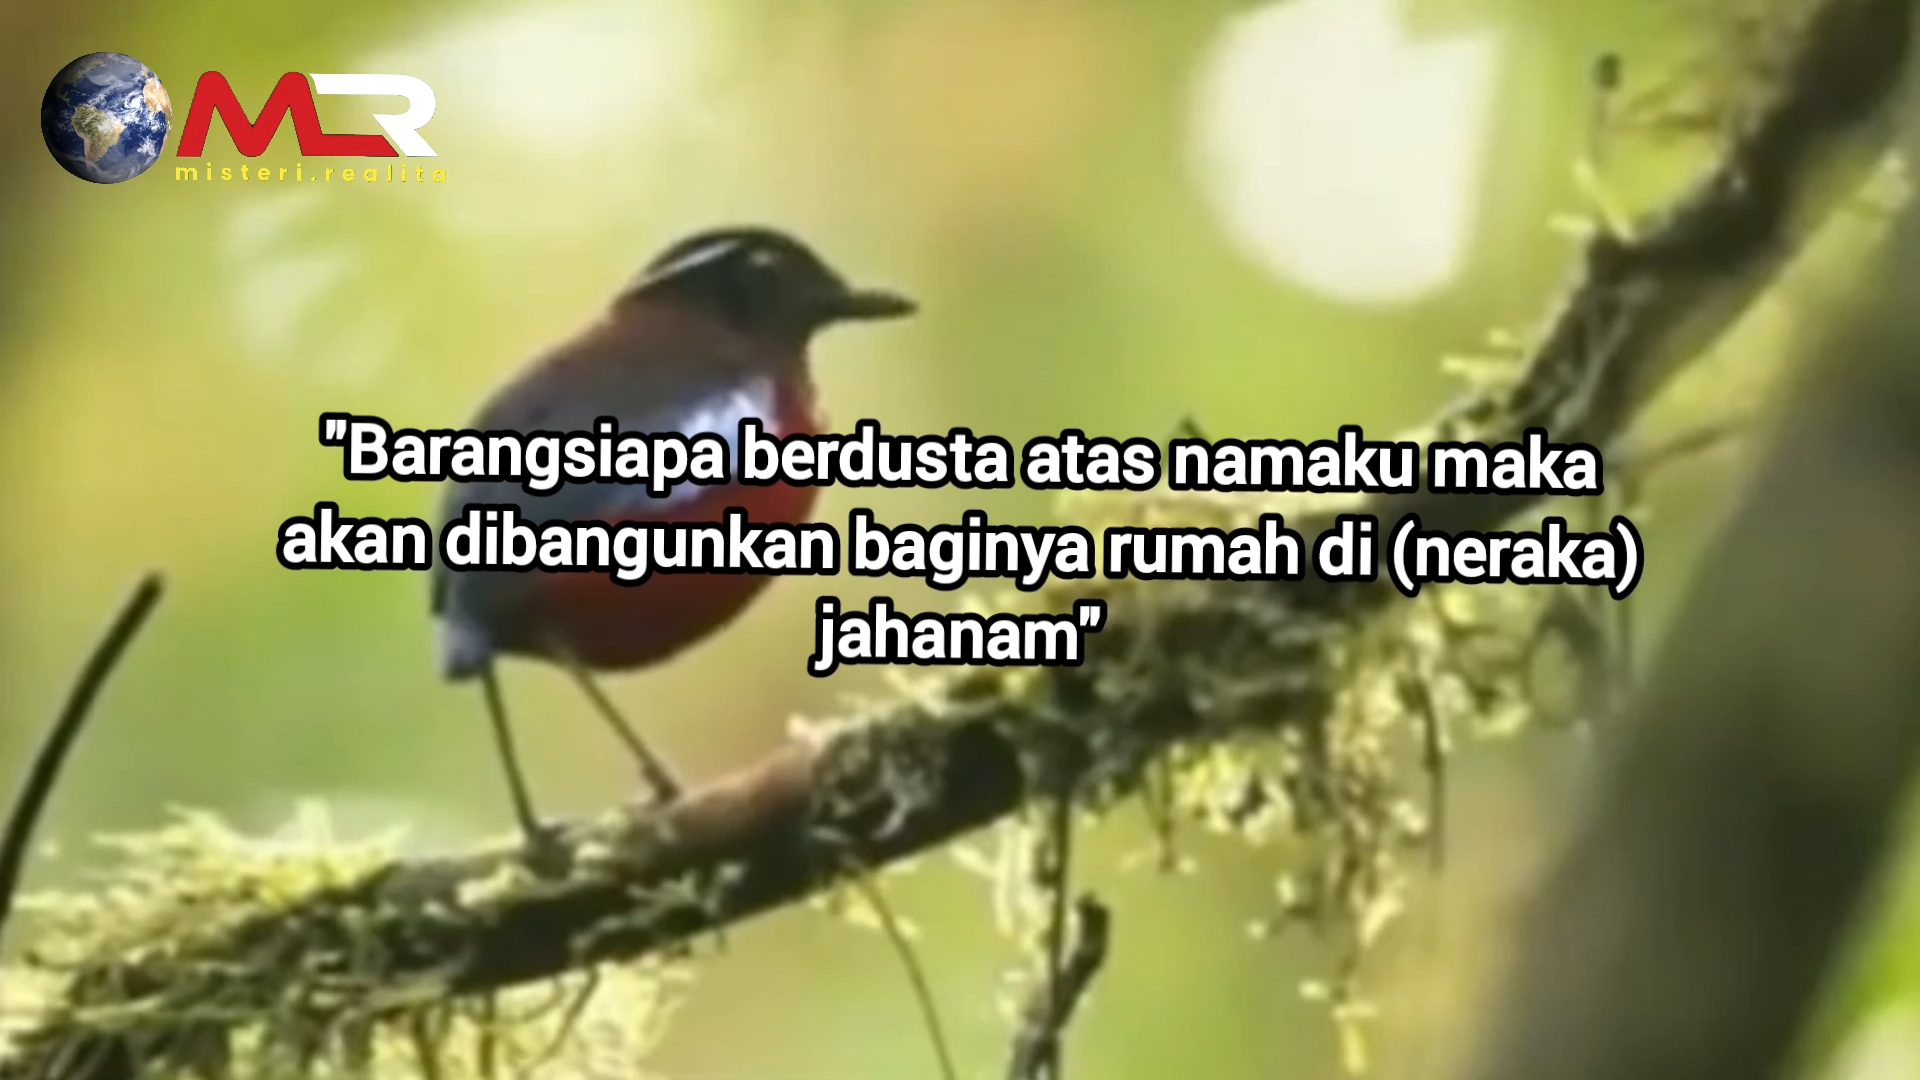 MR
misteri.realita
"Barangsiapa berdusta atas namaku maka
akan dibangunkan baginya rumah di (neraka)
jahanam"